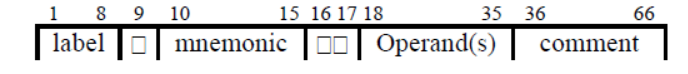 1 8 9 10 15 16 17 18 35 36 66
label □ mnemonic □□ Operand(s) comment